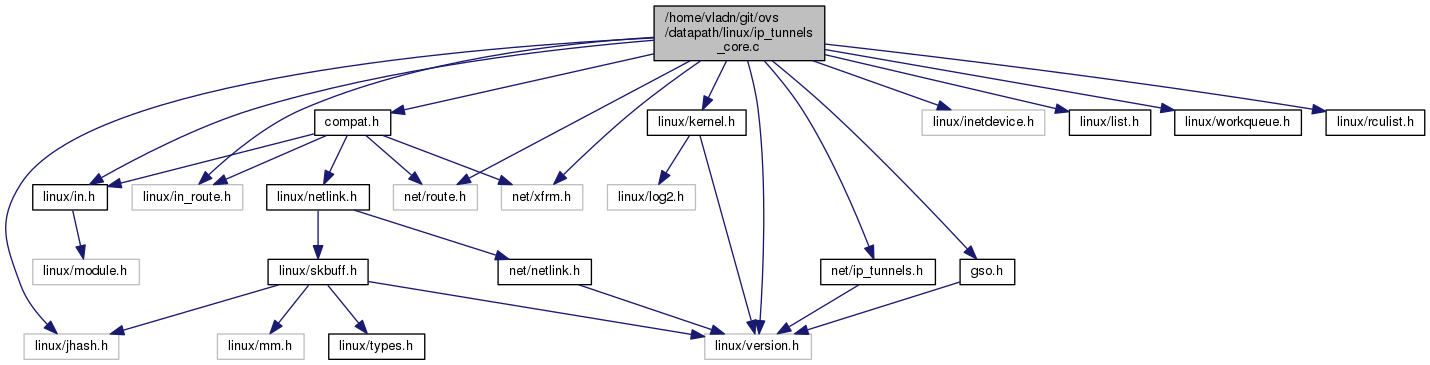 /home/vladn/git/ovs
/datapath/linux/ip_tunnels
_core.c
compat.h
linux/kernel.h
linux/inetdevice.h
linux/list.h
linux/workqueue.h
linux/rculist.h
linux/in.h
linux/in_route.h
linux/netlink.h
net/route.h
net/xfrm.h
linux/log2.h
linux/module.h
linux/skbuff.h
net/netlink.h
net/ip_tunnels.h
gso.h
linux/jhash.h
linux/mm.h
linux/types.h
linux/version.h